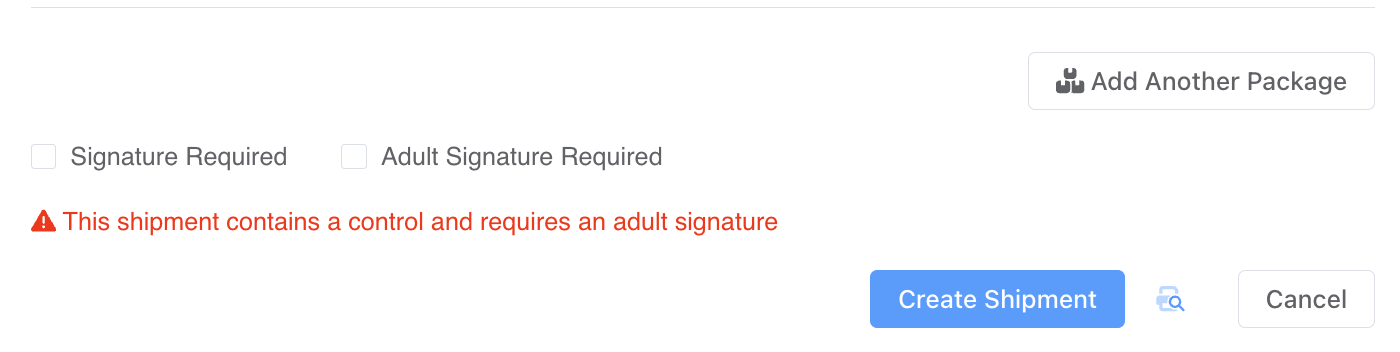 Add Another Package
Signature Required Adult Signature Required
This shipment contains a control and requires an adult signature
Create Shipment Cancel